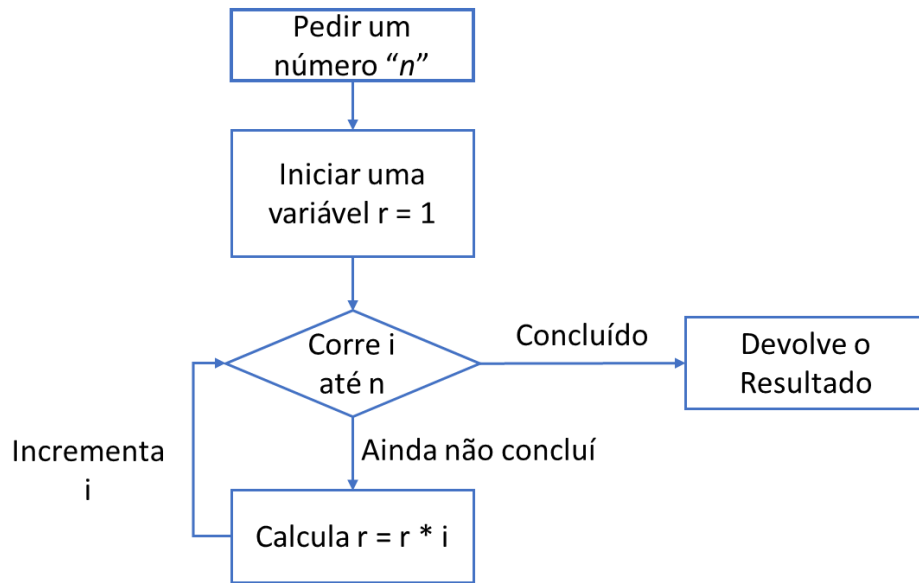 Pedir um
número “n”
Iniciar uma
variável r = 1
Corre i
até n
Concluído
Devolve o
Resultado
Ainda não concluí
Incrementa
i
Calcula r = r * i